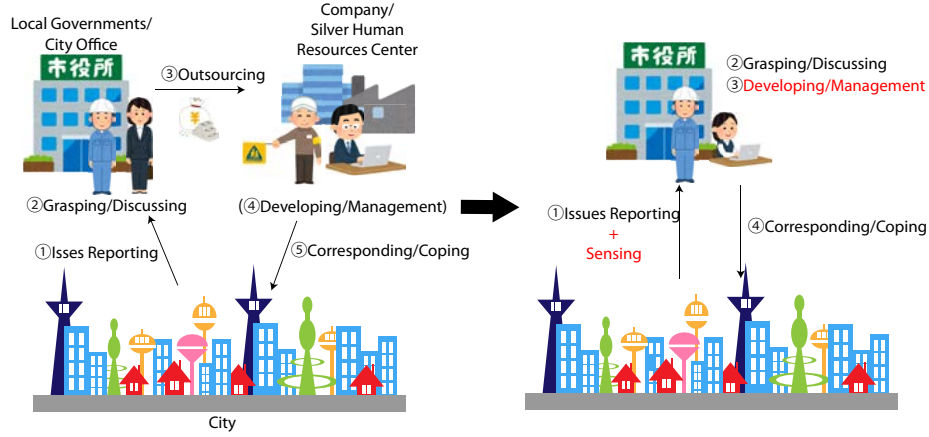 Local Governments/
City Office
市役所
③Outsourcing
¥
Company/
Silver Human
Resources Center
②Grasping/Discussing
(④Developing/Management)
①Isses Reporting
⑤Corresponding/Coping
City
市役所
②Grasping/Discussing
③Developing/Management
①Issues Reporting
+
Sensing
④Corresponding/Coping